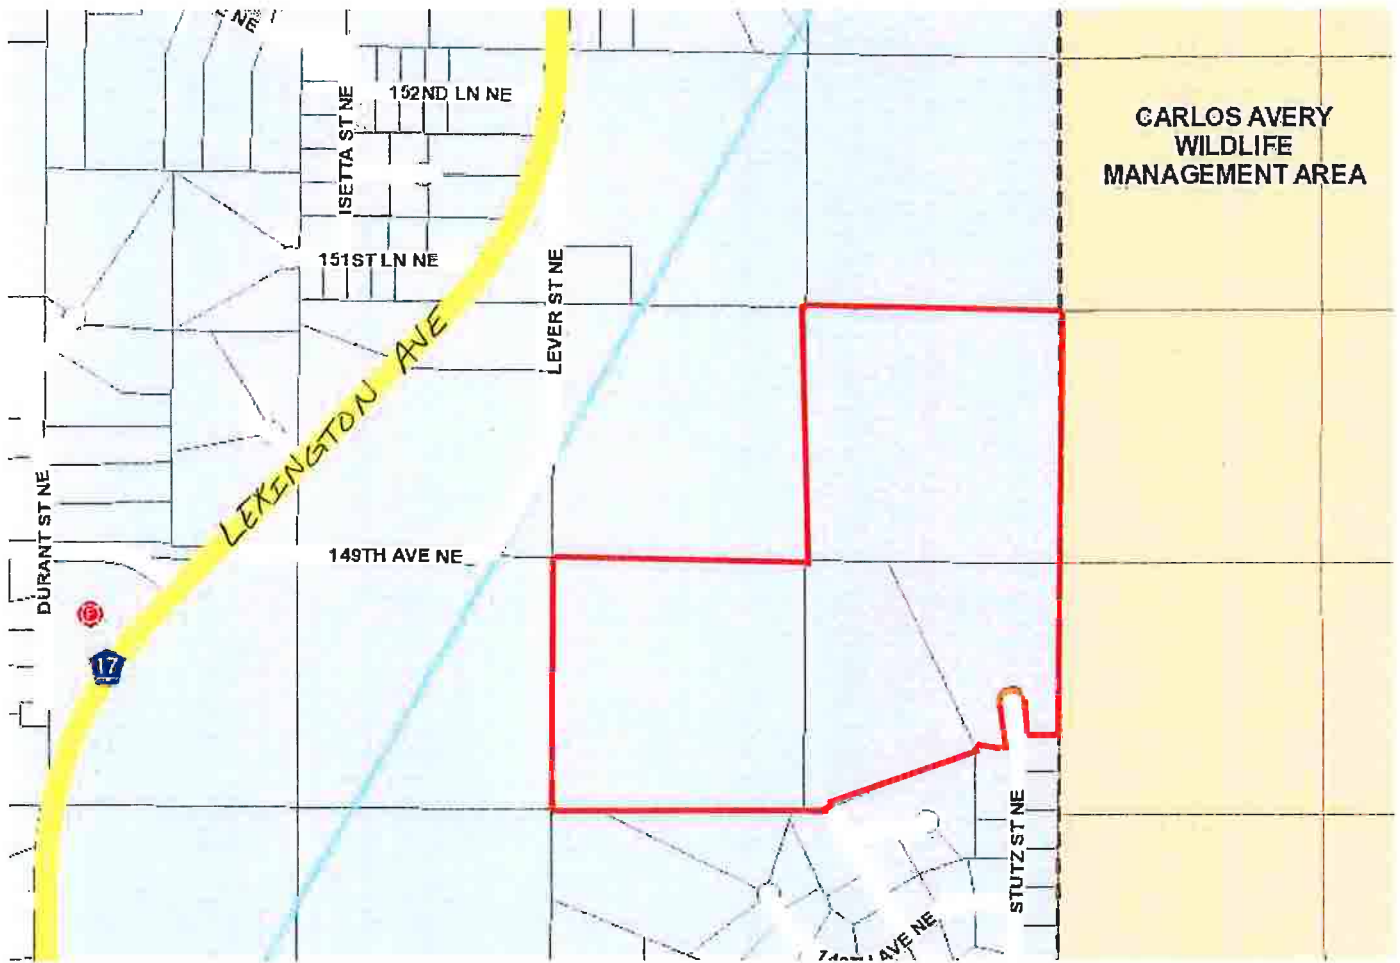 NE
152ND LN NE
ISETTA ST NE
CARLOS AVERY
WILDLIFE
MANAGEMENT AREA
151ST LN NE
LEVER ST NE
LEXINGTON AVE
DURANT ST NE
149TH AVE NE
F
17
STUTZ ST NE
AVE NE